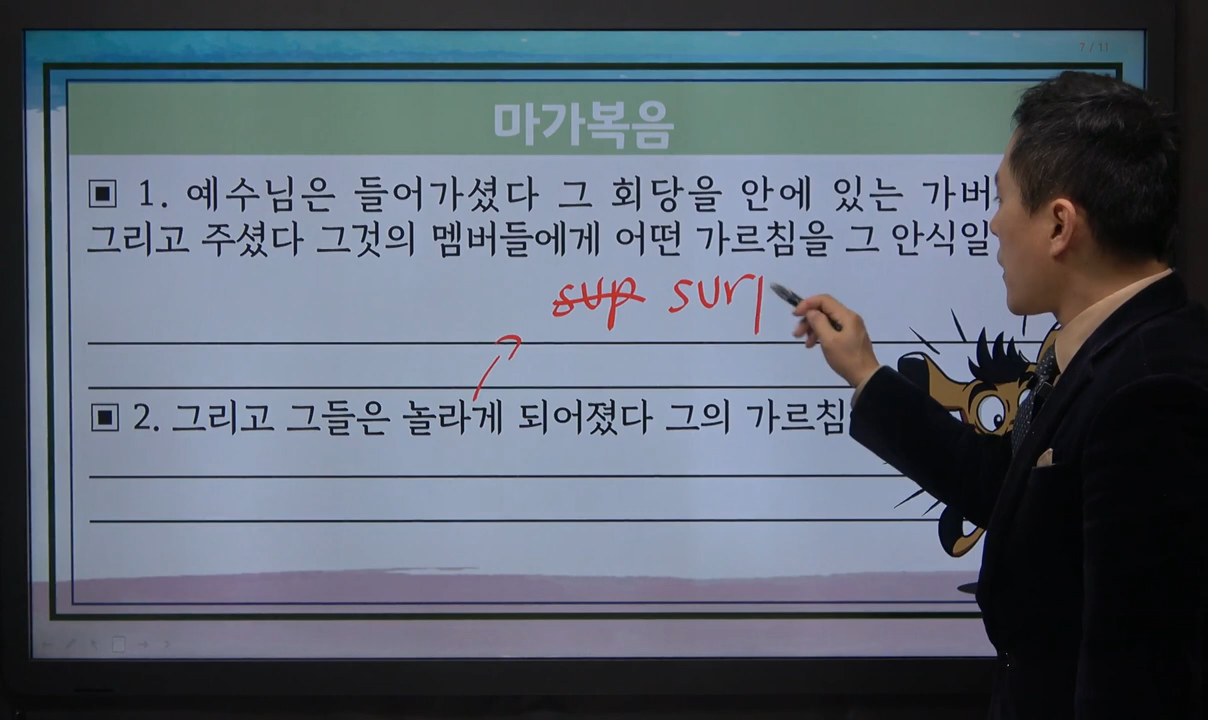 7 / 11
마가복음
▣ 1. 예수님은 들어가셨다 그 회당을 안에 있는 가버
그리고 주셨다 그것의 멤버들에게 어떤 가르침을 그 안식일
sup surp
▣ 2. 그리고 그들은 놀라게 되어졌다 그의 가르침